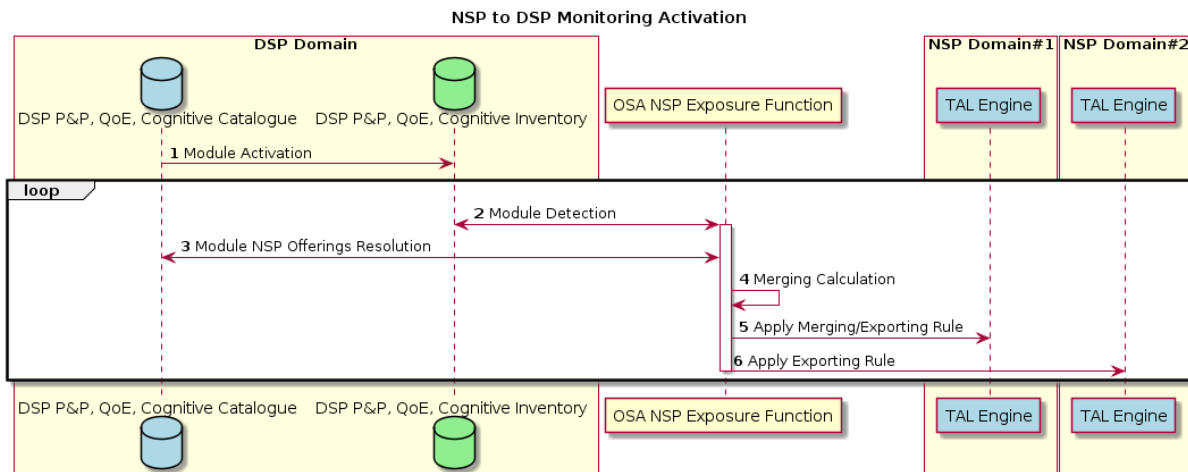 NSP to DSP Monitoring Activation
DSP Domain
NSP Domain#1
NSP Domain#2
DSP P&P, QoE, Cognitive Catalogue
DSP P&P, QoE, Cognitive Inventory
OSA NSP Exposure Function
TAL Engine
TAL Engine
1 Module Activation
loop
2 Module Detection
3 Module NSP Offerings Resolution
4 Merging Calculation
5 Apply Merging/Exporting Rule
6 Apply Exporting Rule
DSP P&P, QoE, Cognitive Catalogue
DSP P&P, QoE, Cognitive Inventory
OSA NSP Exposure Function
TAL Engine
TAL Engine